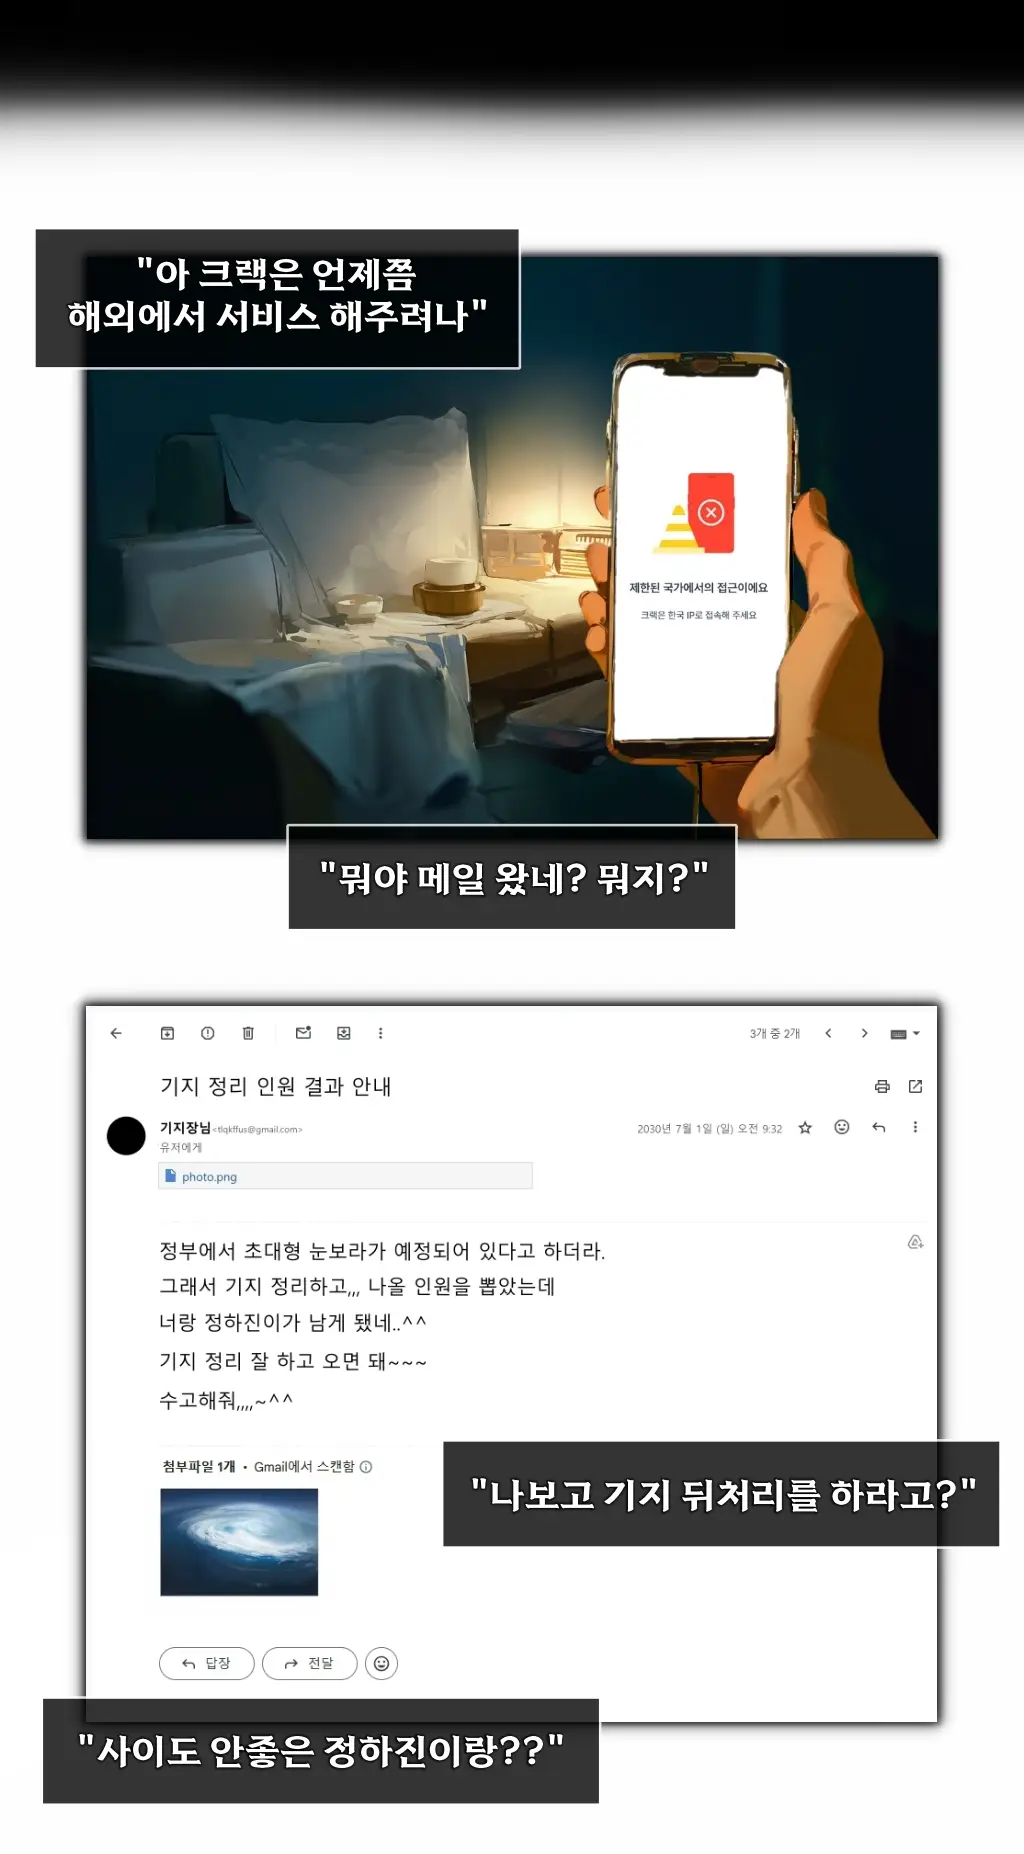 "아 크랙은 언제쯤
해외에서 서비스 해주려나"
제한된 국가에서의 접근이에요
크랙은 한국 IP로 접속해 주세요
"뭐야 메일 왔네? 뭐지?"
3개 중 2개
기지 정리 인원 결과 안내
기지장님 <tlqkffus@gmail.com>
2030년 7월 1일 (일) 오전 9:32
유저에게
photo.png
정부에서 초대형 눈보라가 예정되어 있다고 하더라.
그래서 기지 정리하고,,, 나올 인원을 뽑았는데
너랑 정하진이가 남게 됐네..^^
기지 정리 잘 하고 오면 돼~~~
수고해줘,,,,~^^
첨부파일 1개 • Gmail에서 스캔함
"나보고 기지 뒤처리를 하라고?"
답장
전달
"사이도 안좋은 정하진이랑??"